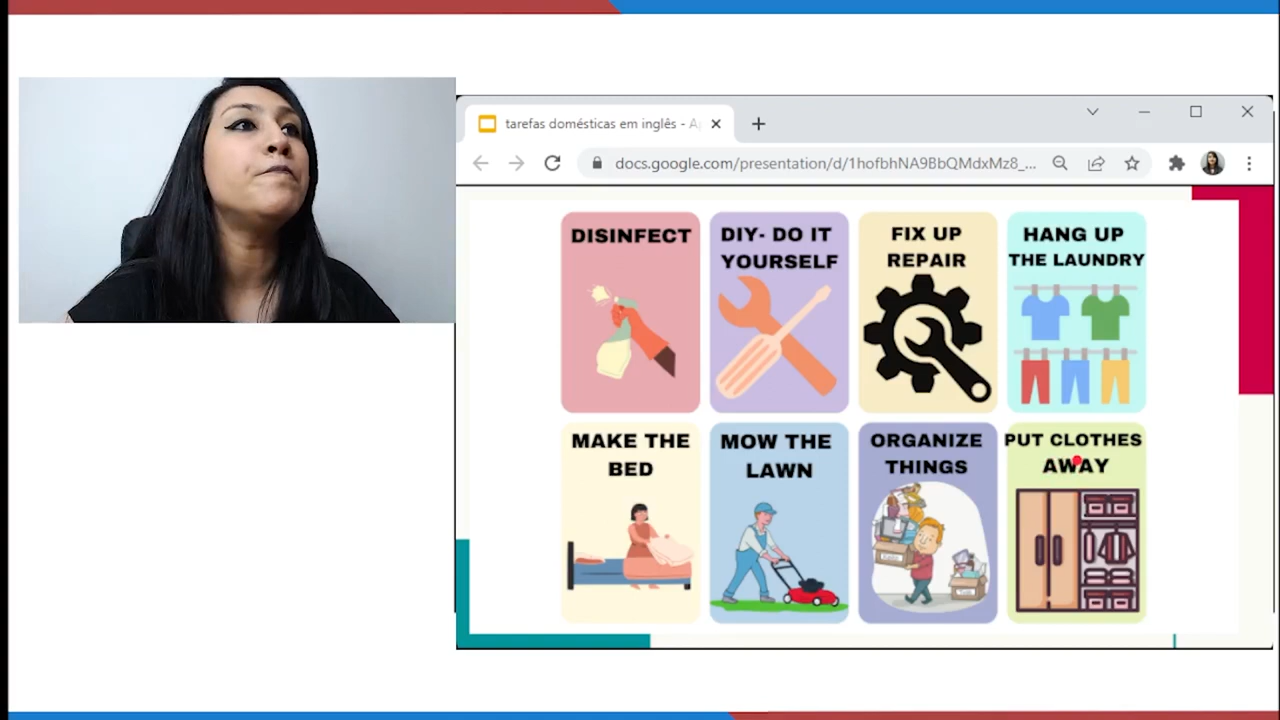 tarefas domésticas em inglês - A
docs.google.com/presentation/d/1hofbhNA9BbQMdxMz8_...
DISINFECT
DIY- DO IT
YOURSELF
FIX UP
REPAIR
HANG UP
THE LAUNDRY
MAKE THE
BED
MOW THE
LAWN
ORGANIZE
THINGS
PUT CLOTHES
AWAY